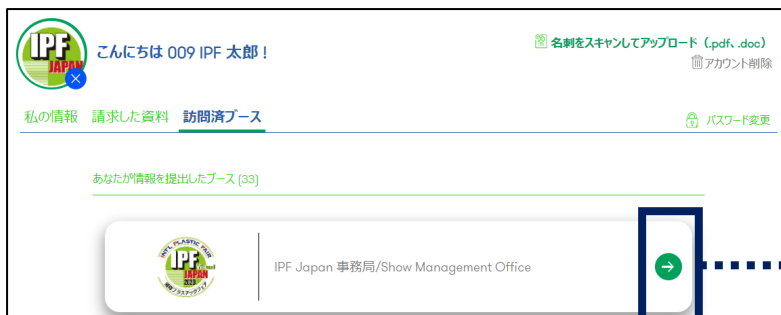 IPF
JAPAN
こんにちは 009 IPF 太郎 !
名刺をスキャンしてアップロード (.pdf、.doc)
アカウント削除
私の情報 請求した資料 訪問済ブース
パスワード変更
あなたが情報を提出したブース (33)
INT'L PLASTIC FAIR
IPF
JAPAN
IPF Japan 事務局/Show Management Office